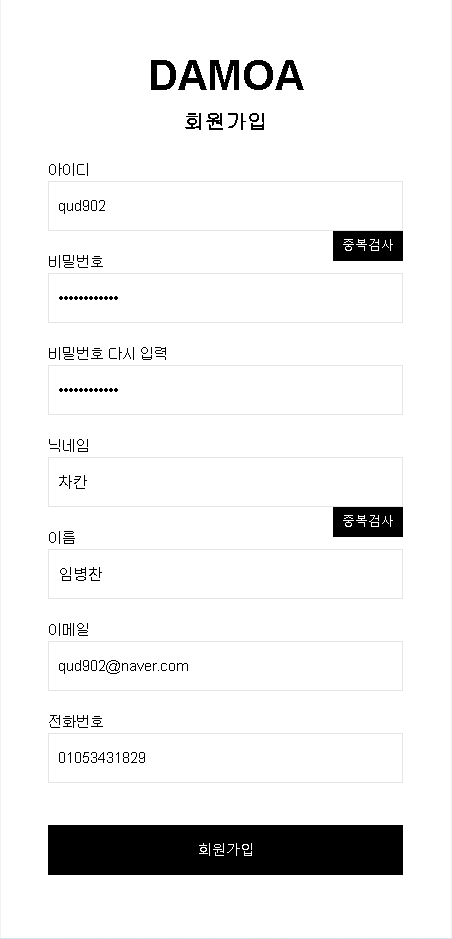 DAMOA
회원가입
아이디
qud902
중복검사
비밀번호
••••••••••••
비밀번호 다시 입력
••••••••••••
닉네임
차칸
중복검사
이름
임병찬
이메일
qud902@naver.com
전화번호
01053431829
회원가입